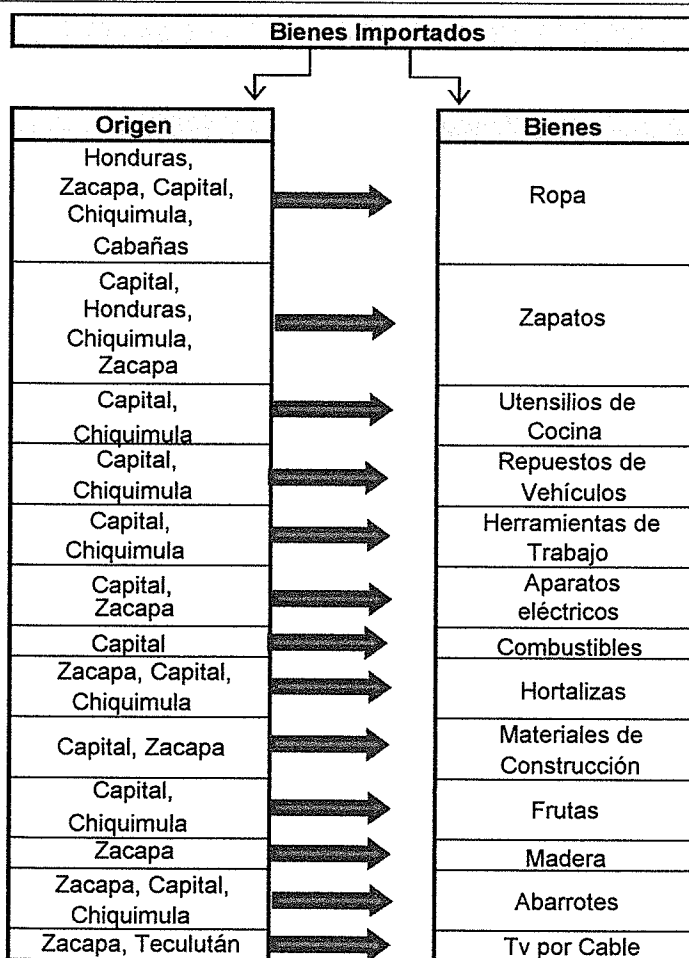 Bienes Importados
Origen
Bienes
Honduras,
Zacapa, Capital,
Chiquimula,
Cabañas
Ropa
Capital,
Honduras,
Chiquimula,
Zacapa
Zapatos
Capital,
Chiquimula
Utensilios de
Cocina
Capital,
Chiquimula
Repuestos de
Vehículos
Capital,
Chiquimula
Herramientas de
Trabajo
Capital,
Zacapa
Aparatos
eléctricos
Capital
Combustibles
Zacapa, Capital,
Chiquimula
Hortalizas
Capital, Zacapa
Materiales de
Construcción
Capital,
Chiquimula
Frutas
Zacapa
Madera
Zacapa, Capital,
Chiquimula
Abarrotes
Zacapa, Teculután
Tv por Cable